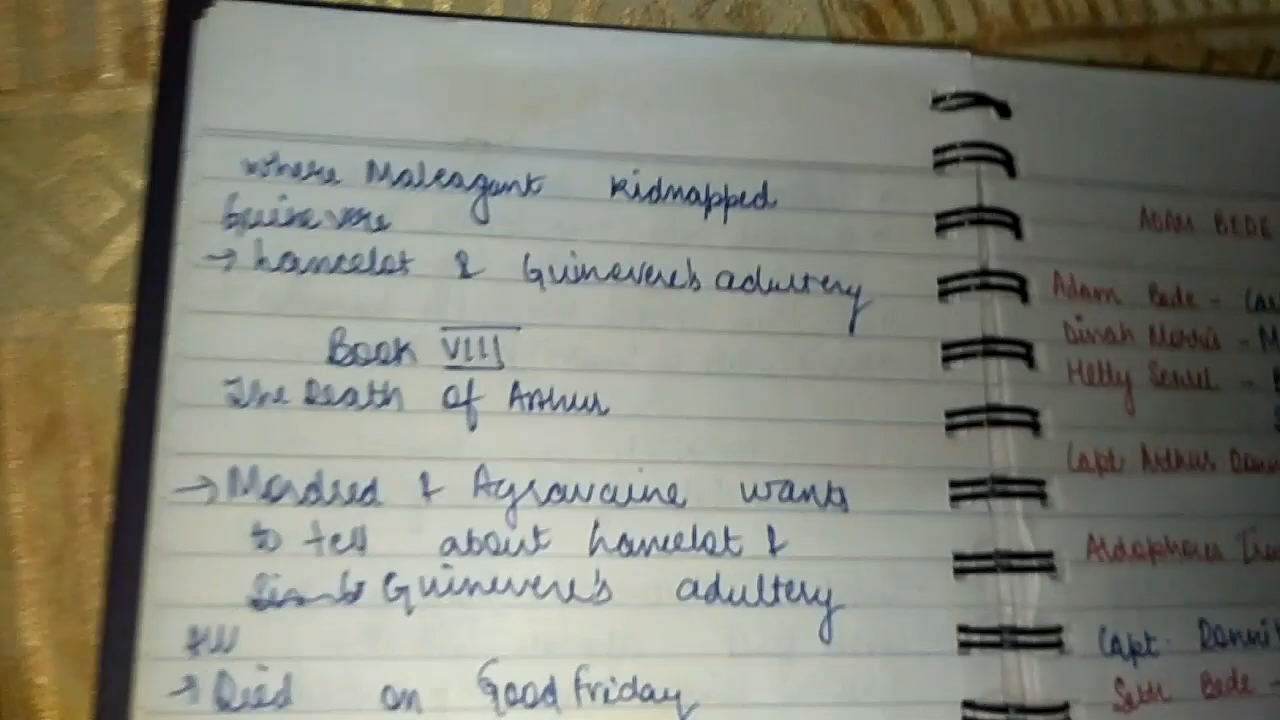 where Maleagunt kidnapped
Guinevere
→ Lancelot & Guinevere's adultery
Book VIII
The Death of Arthur
→ Mordred & Agravaine wants
to tell about Lancelot &
Guinevere's adultery
→ Died on Good Friday
ADAM BEDE
Adam Bede -
Dinah Morris - M
Hetty Sorrel -
Capt Arthur
Capt.
Seth Bede -